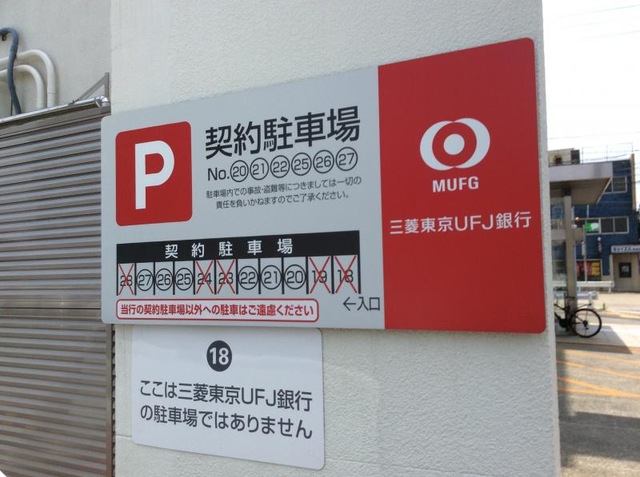 P
契約駐車場
No.⑳㉑㉒㉕㉖㉗
駐車場内での事故・盗難等につきましては一切の
責任を負いかねますのでご了承ください。
契約駐車場
28 ㉗ ㉖ ㉕ 24 23 ㉒ ㉑ ⑳ 19 18
当行の契約駐車場以外への駐車はご遠慮ください
←入口
MUFG
三菱東京UFJ銀行
⓲
ここは三菱東京UFJ銀行
の駐車場ではありません